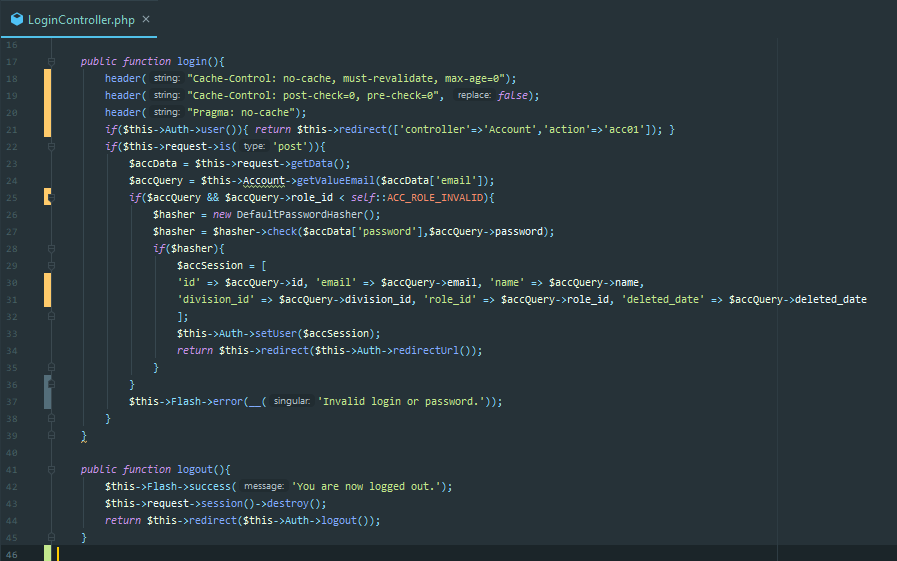 LoginController.php ×
16
17 public function login(){
18 header( string: "Cache-Control: no-cache, must-revalidate, max-age=0");
19 header( string: "Cache-Control: post-check=0, pre-check=0", replace: false);
20 header( string: "Pragma: no-cache");
21 if($this->Auth->user()){ return $this->redirect(['controller'=>'Account','action'=>'acc01']); }
22 if($this->request->is( type: 'post')){
23 $accData = $this->request->getData();
24 $accQuery = $this->Account->getValueEmail($accData['email']);
25 if($accQuery && $accQuery->role_id < self::ACC_ROLE_INVALID){
26 $hasher = new DefaultPasswordHasher();
27 $hasher = $hasher->check($accData['password'],$accQuery->password);
28 if($hasher){
29 $accSession = [
30 'id' => $accQuery->id, 'email' => $accQuery->email, 'name' => $accQuery->name,
31 'division_id' => $accQuery->division_id, 'role_id' => $accQuery->role_id, 'deleted_date' => $accQuery->deleted_date
32 ];
33 $this->Auth->setUser($accSession);
34 return $this->redirect($this->Auth->redirectUrl());
35 }
36 }
37 $this->Flash->error(__( singular: 'Invalid login or password.'));
38 }
39 }
40
41 public function logout(){
42 $this->Flash->success( message: 'You are now logged out.');
43 $this->request->session()->destroy();
44 return $this->redirect($this->Auth->logout());
45 }
46